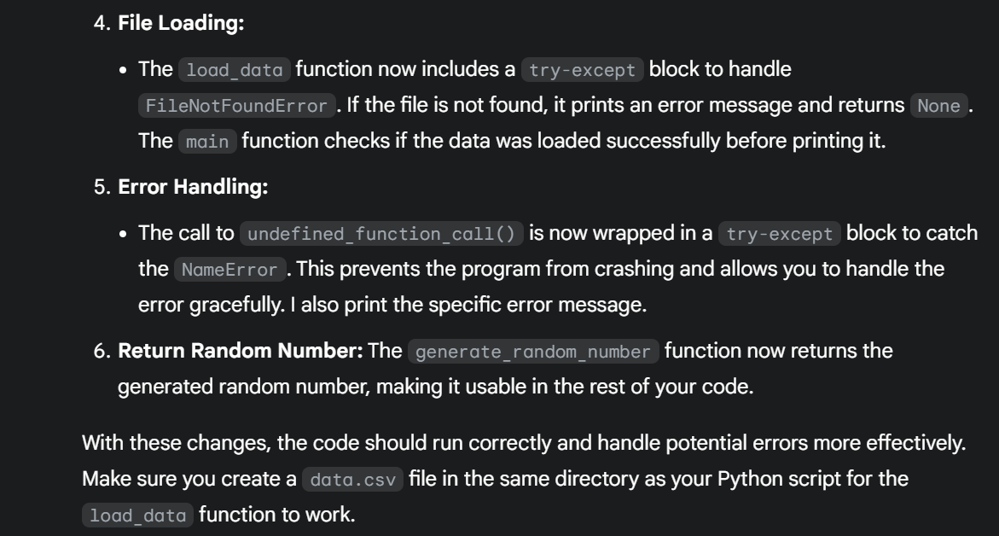 4. File Loading:
• The load_data function now includes a try-except block to handle
FileNotFoundError. If the file is not found, it prints an error message and returns None.
The main function checks if the data was loaded successfully before printing it.
5. Error Handling:
• The call to undefined_function_call() is now wrapped in a try-except block to catch
the NameError. This prevents the program from crashing and allows you to handle the
error gracefully. I also print the specific error message.
6. Return Random Number: The generate_random_number function now returns the
generated random number, making it usable in the rest of your code.
With these changes, the code should run correctly and handle potential errors more effectively.
Make sure you create a data.csv file in the same directory as your Python script for the
load_data function to work.